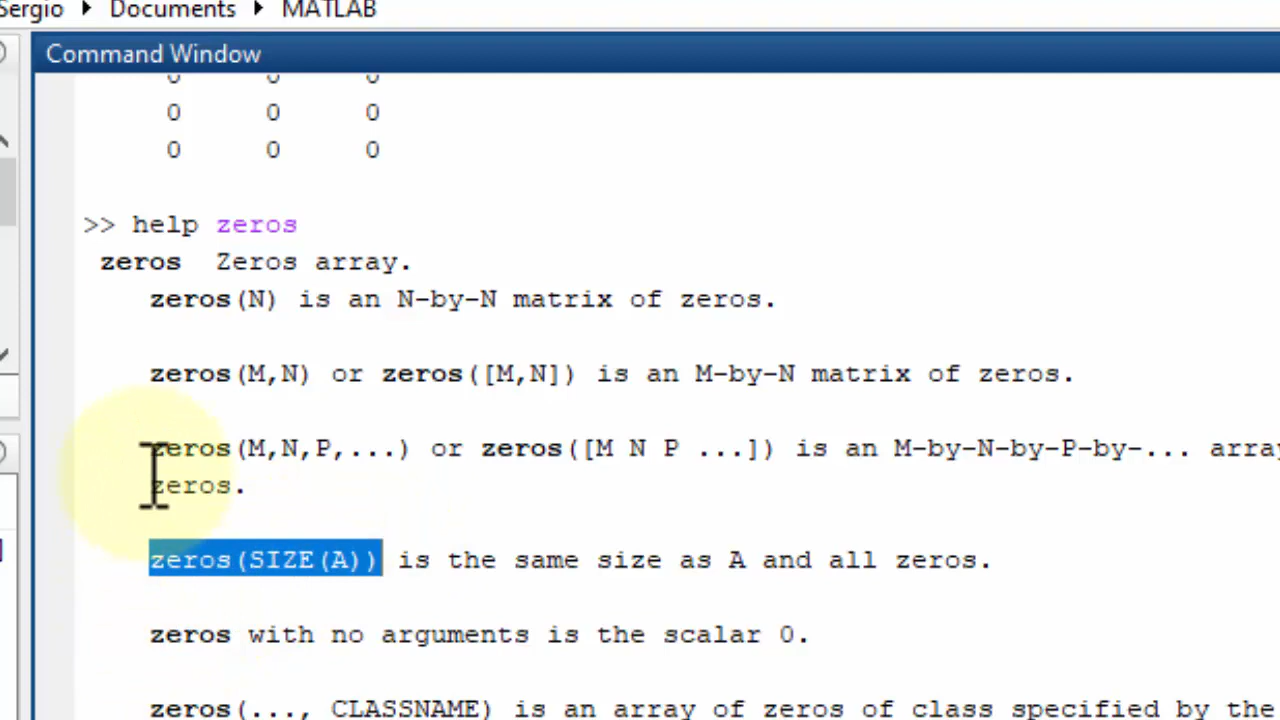 Sergio ▸ Documents ▸ MATLAB
Command Window
0 0 0
0 0 0
0 0 0
>> help zeros
zeros Zeros array.
zeros(N) is an N-by-N matrix of zeros.
zeros(M,N) or zeros([M,N]) is an M-by-N matrix of zeros.
zeros(M,N,P,...) or zeros([M N P ...]) is an M-by-N-by-P-by-... array
zeros.
zeros(SIZE(A)) is the same size as A and all zeros.
zeros with no arguments is the scalar 0.
zeros(..., CLASSNAME) is an array of zeros of class specified by the